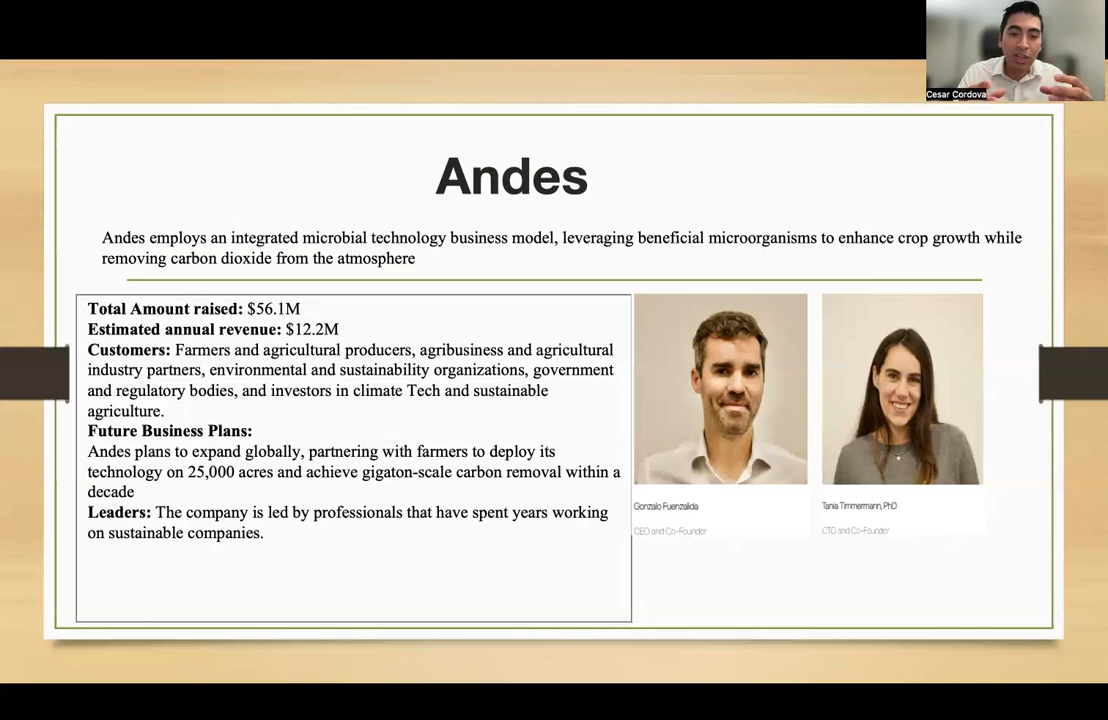 Cesar Cordova
Andes
Andes employs an integrated microbial technology business model, leveraging beneficial microorganisms to enhance crop growth while
removing carbon dioxide from the atmosphere
Total Amount raised: $56.1M
Estimated annual revenue: $12.2M
Customers: Farmers and agricultural producers, agribusiness and agricultural
industry partners, environmental and sustainability organizations, government
and regulatory bodies, and investors in climate Tech and sustainable
agriculture.
Future Business Plans:
Andes plans to expand globally, partnering with farmers to deploy its
technology on 25,000 acres and achieve gigaton-scale carbon removal within a
decade
Leaders: The company is led by professionals that have spent years working
on sustainable companies.
Gonzalo Fuenzalida
CEO and Co-Founder
Tania Timmermann, PhD
CTO and Co-Founder